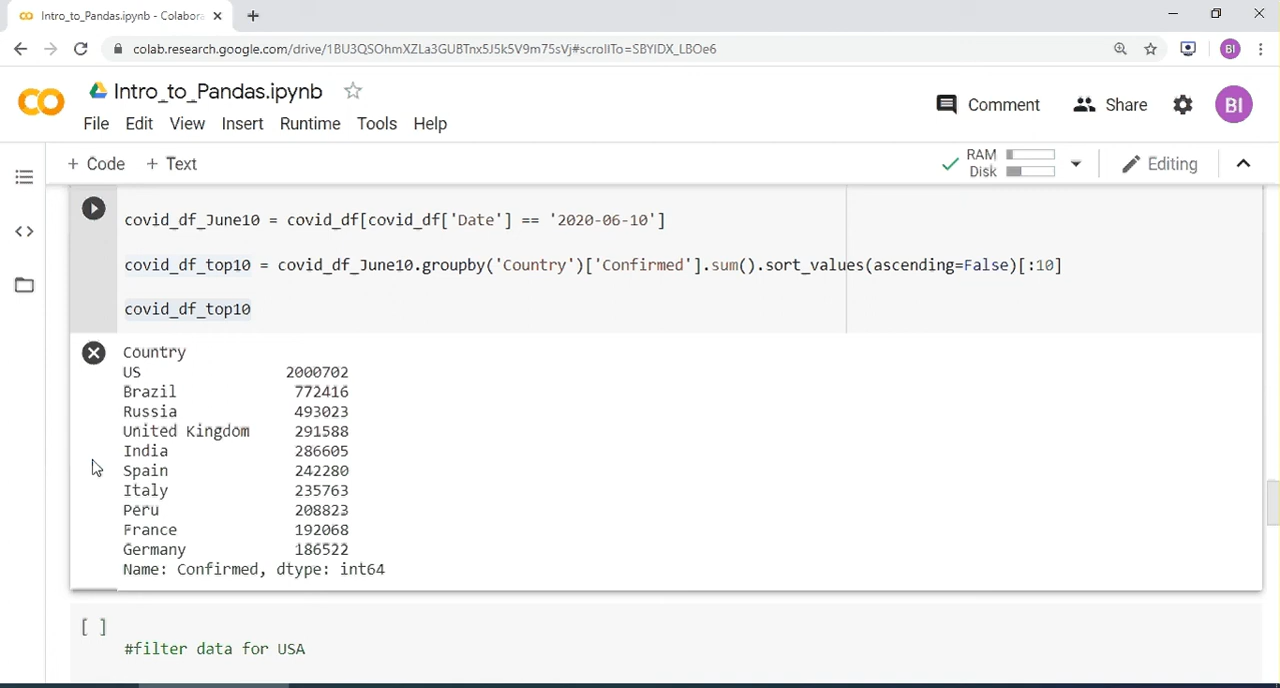 Intro_to_Pandas.ipynb - Colabora
colab.research.google.com/drive/1BU3QSOhmXZLa3GUBTnx5J5k5V9m75sVj#scrollTo=SBYlDX_LBOe6
BI
Intro_to_Pandas.ipynb
Comment
Share
BI
File Edit View Insert Runtime Tools Help
+ Code + Text
RAM
Disk
Editing
covid_df_June10 = covid_df[covid_df['Date'] == '2020-06-10']
covid_df_top10 = covid_df_June10.groupby('Country')['Confirmed'].sum().sort_values(ascending=False)[:10]
covid_df_top10
Country
US 2000702
Brazil 772416
Russia 493023
United Kingdom 291588
India 286605
Spain 242280
Italy 235763
Peru 208823
France 192068
Germany 186522
Name: Confirmed, dtype: int64
[ ]
#filter data for USA